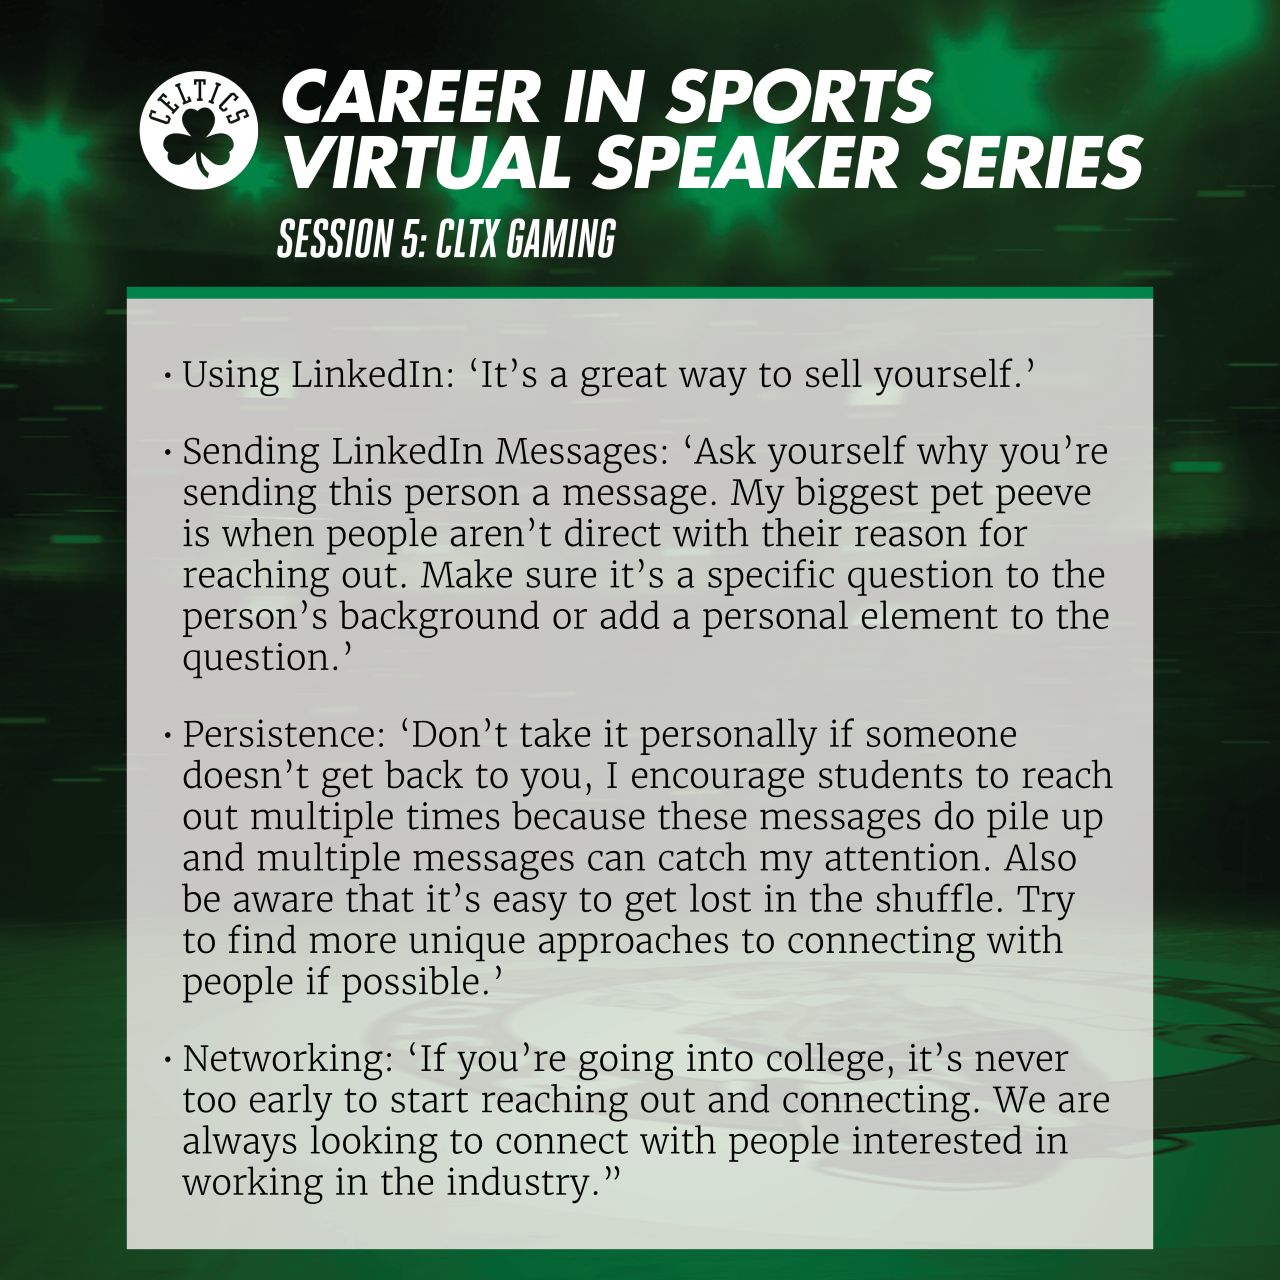 CELTICS
CAREER IN SPORTS
VIRTUAL SPEAKER SERIES
SESSION 5: CLTX GAMING
• Using LinkedIn: ‘It’s a great way to sell yourself.’
• Sending LinkedIn Messages: ‘Ask yourself why you’re
sending this person a message. My biggest pet peeve
is when people aren’t direct with their reason for
reaching out. Make sure it’s a specific question to the
person’s background or add a personal element to the
question.’
• Persistence: ‘Don’t take it personally if someone
doesn’t get back to you, I encourage students to reach
out multiple times because these messages do pile up
and multiple messages can catch my attention. Also
be aware that it’s easy to get lost in the shuffle. Try
to find more unique approaches to connecting with
people if possible.’
• Networking: ‘If you’re going into college, it’s never
too early to start reaching out and connecting. We are
always looking to connect with people interested in
working in the industry.”